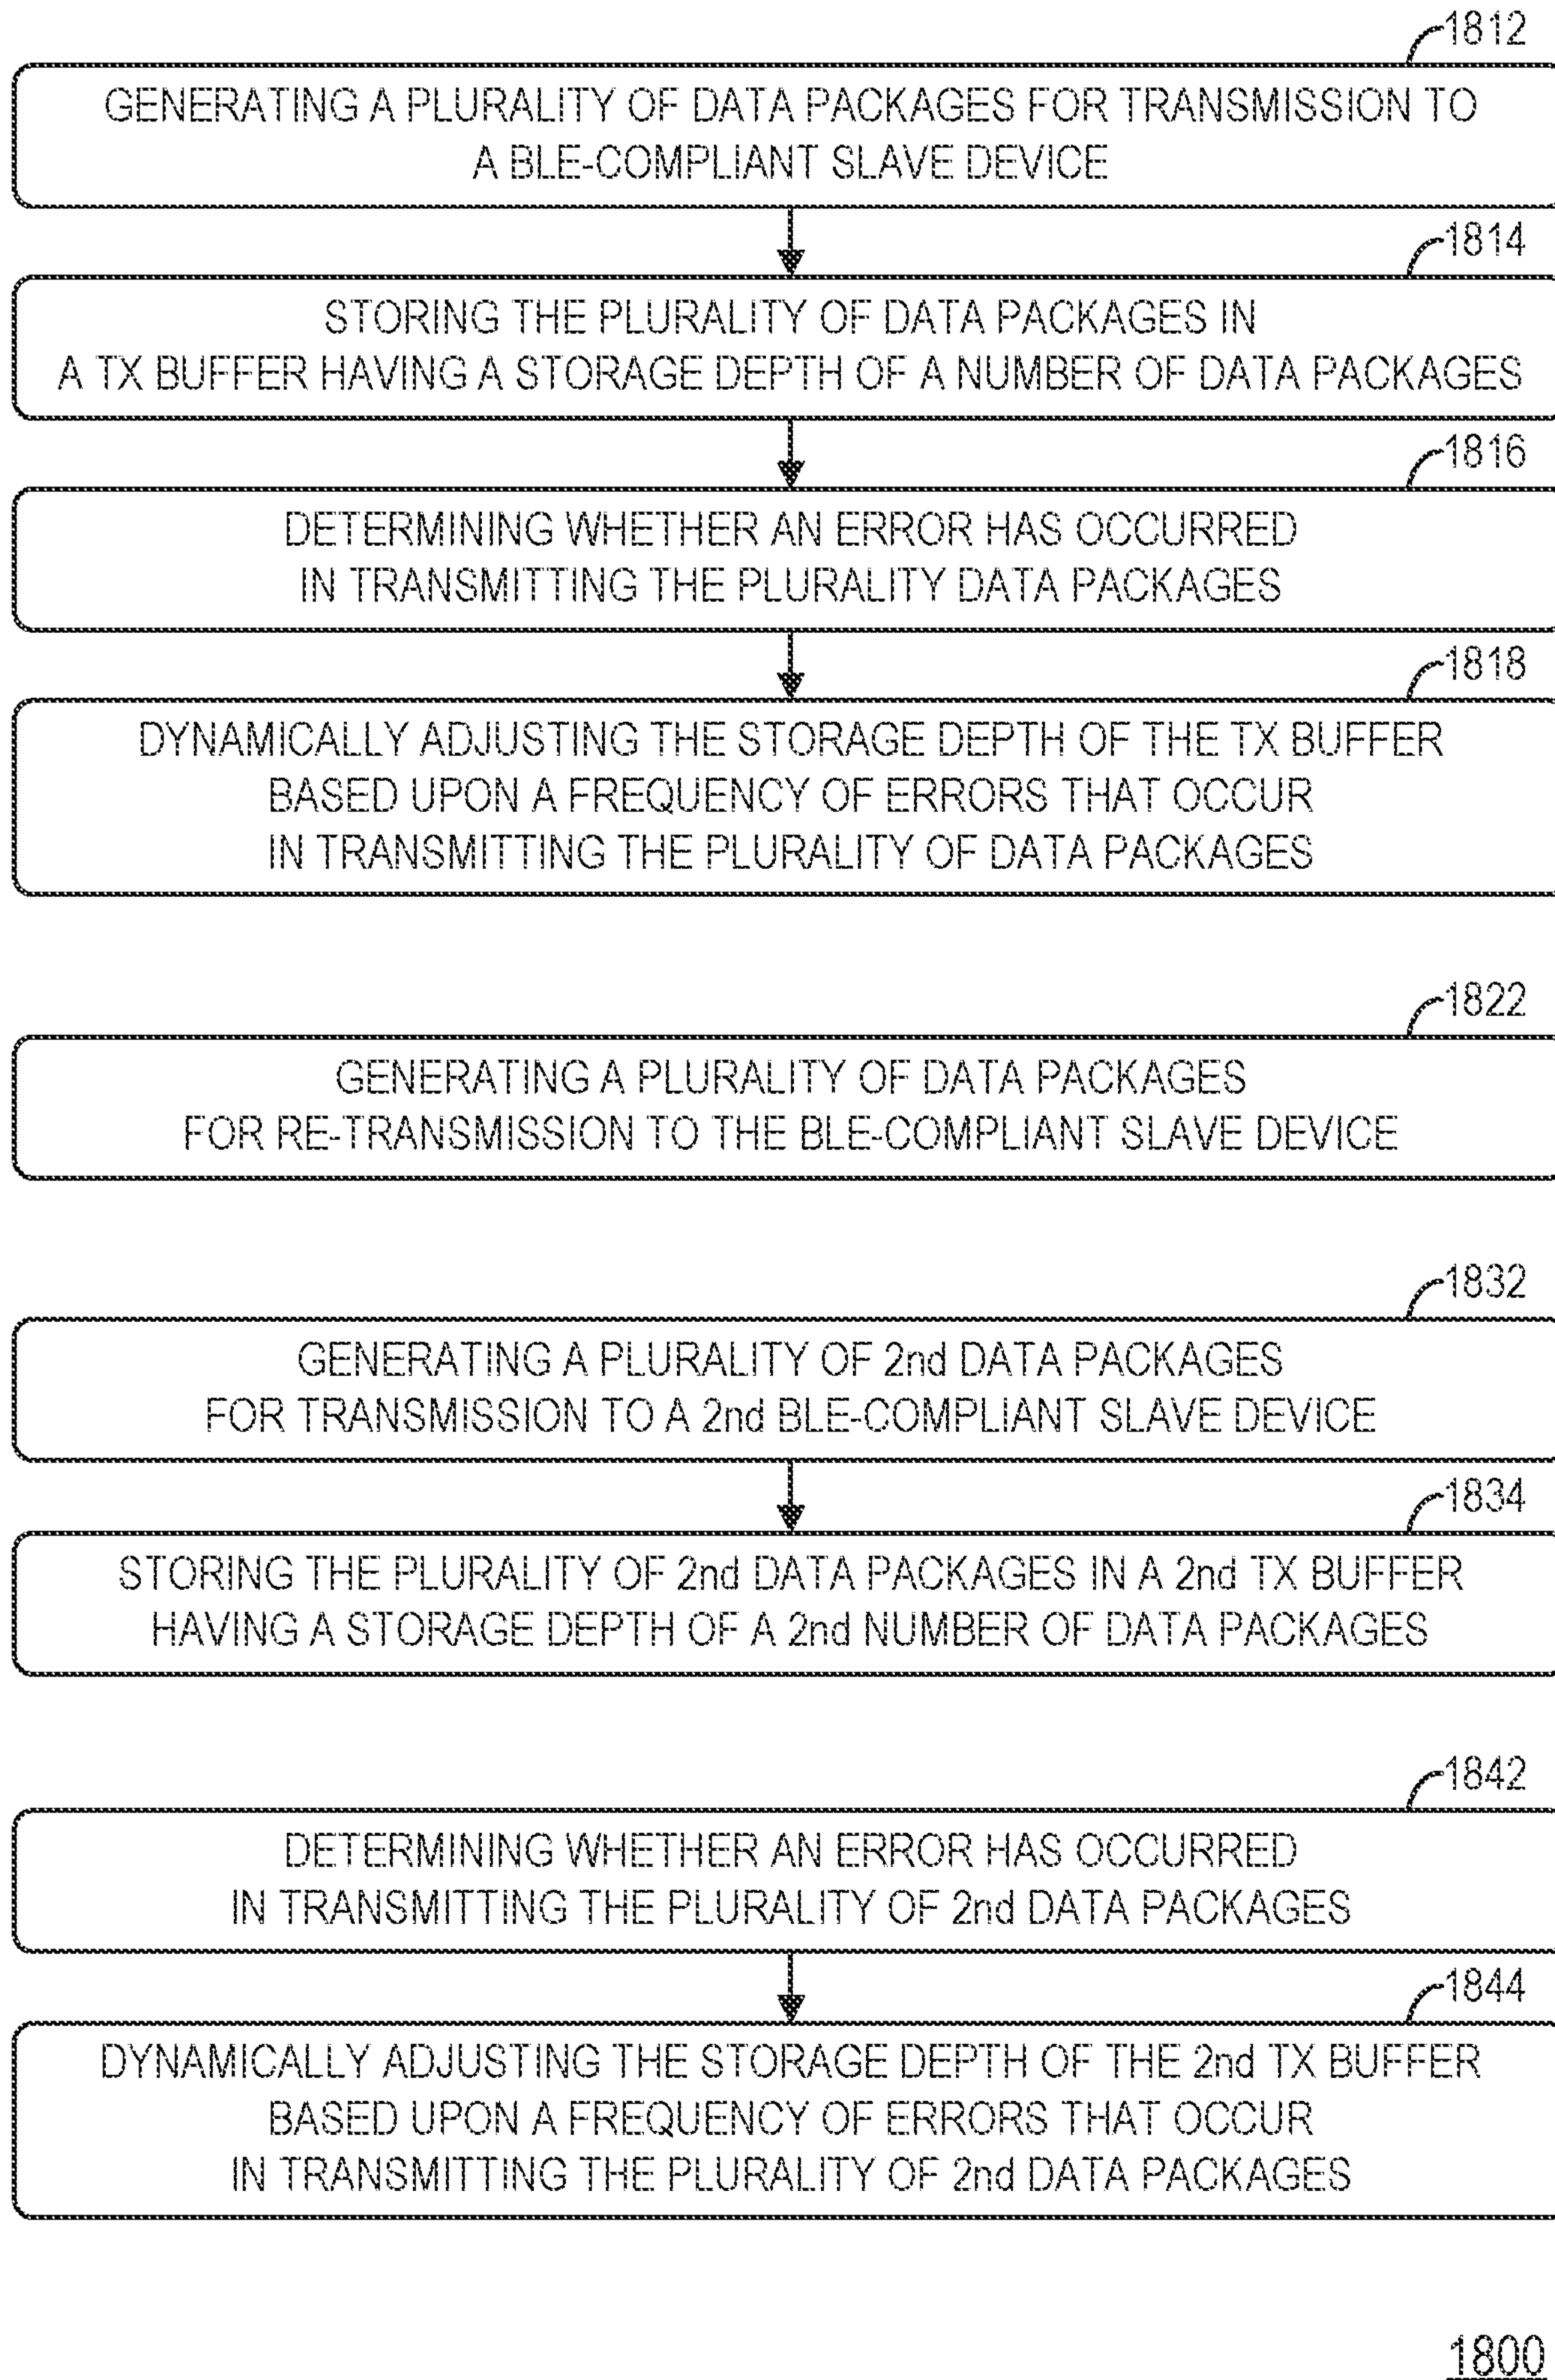 1812
GENERATING A PLURALITY OF DATA PACKAGES FOR TRANSMISSION TO
A BLE-COMPLIANT SLAVE DEVICE
1814
STORING THE PLURALITY OF DATA PACKAGES IN
A TX BUFFER HAVING A STORAGE DEPTH OF A NUMBER OF DATA PACKAGES
1816
DETERMINING WHETHER AN ERROR HAS OCCURRED
IN TRANSMITTING THE PLURALITY DATA PACKAGES
1818
DYNAMICALLY ADJUSTING THE STORAGE DEPTH OF THE TX BUFFER
BASED UPON A FREQUENCY OF ERRORS THAT OCCUR
IN TRANSMITTING THE PLURALITY OF DATA PACKAGES
1822
GENERATING A PLURALITY OF DATA PACKAGES
FOR RE-TRANSMISSION TO THE BLE-COMPLIANT SLAVE DEVICE
1832
GENERATING A PLURALITY OF 2nd DATA PACKAGES
FOR TRANSMISSION TO A 2nd BLE-COMPLIANT SLAVE DEVICE
1834
STORING THE PLURALITY OF 2nd DATA PACKAGES IN A 2nd TX BUFFER
HAVING A STORAGE DEPTH OF A 2nd NUMBER OF DATA PACKAGES
1842
DETERMINING WHETHER AN ERROR HAS OCCURRED
IN TRANSMITTING THE PLURALITY OF 2nd DATA PACKAGES
1844
DYNAMICALLY ADJUSTING THE STORAGE DEPTH OF THE 2nd TX BUFFER
BASED UPON A FREQUENCY OF ERRORS THAT OCCUR
IN TRANSMITTING THE PLURALITY OF 2nd DATA PACKAGES
1800